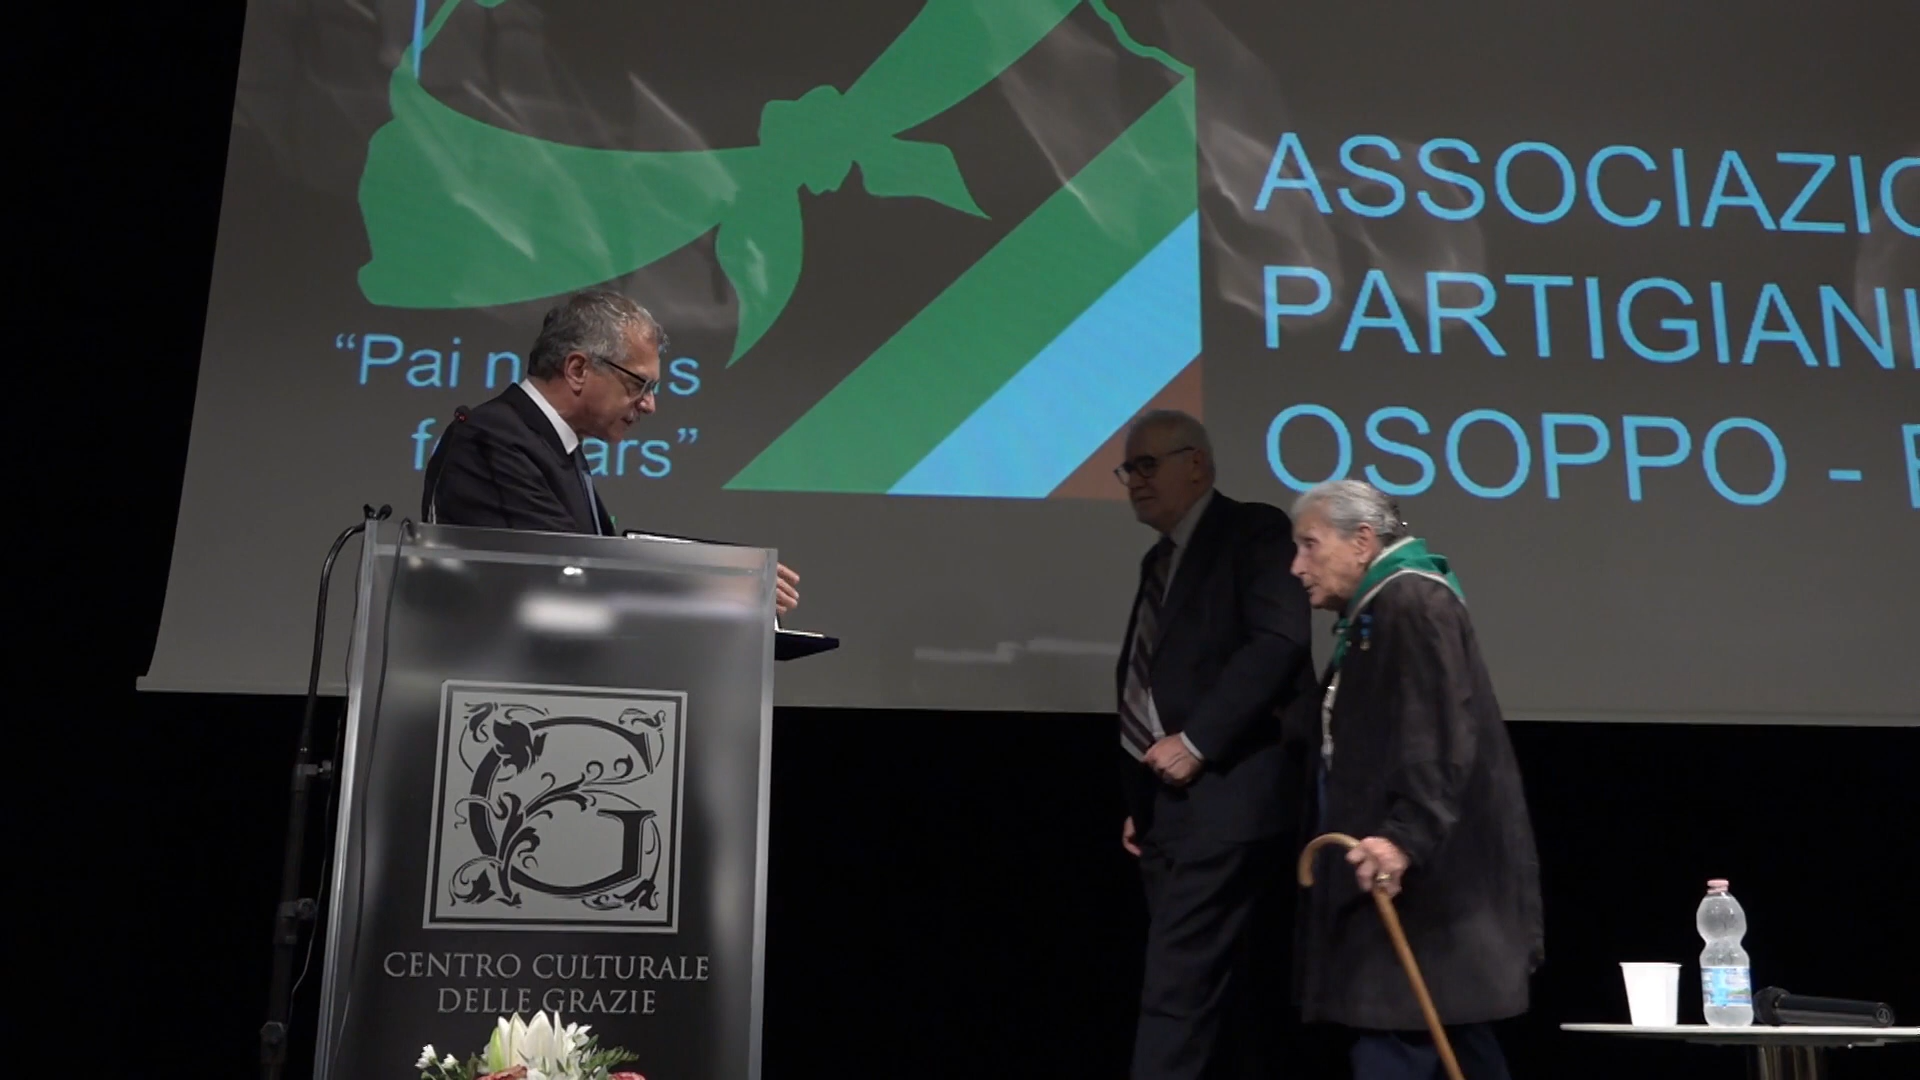 ASSOCIAZIO
PARTIGIANI
OSOPPO -
“Pai
ars”
CENTRO CULTURALE
DELLE GRAZIE